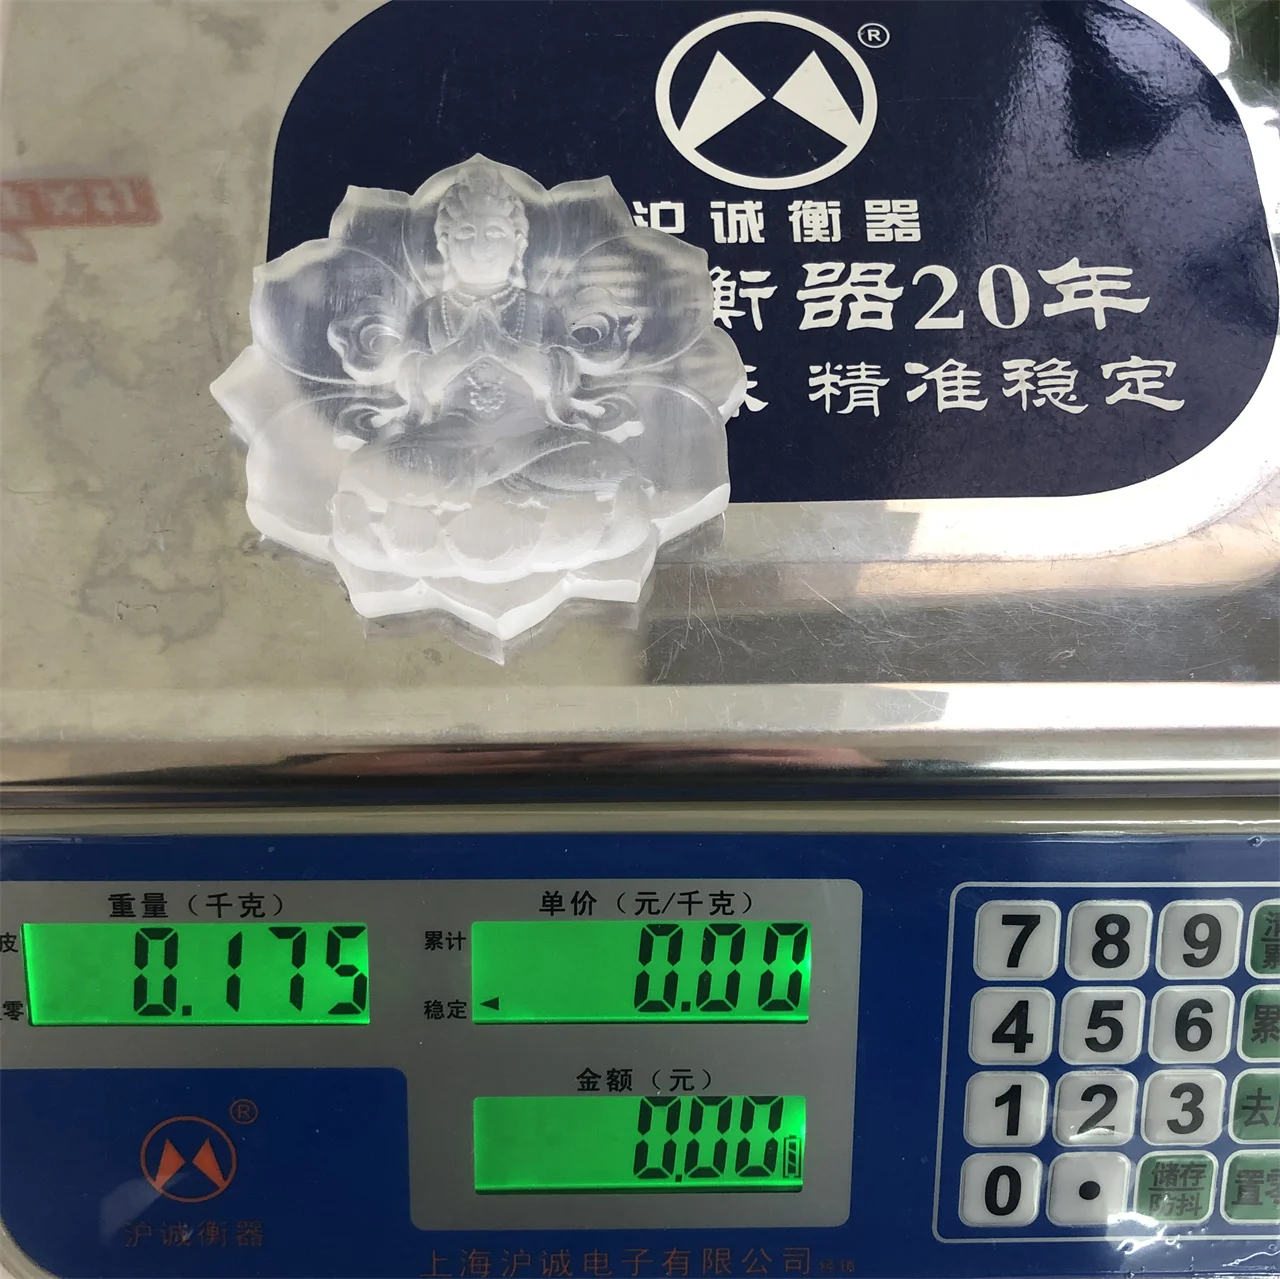 ®
沪诚衡器
衡器20年
精准稳定
重量（千克）
单价（元/千克）
皮
0.175
累计
0.00
零
稳定
金额（元）
0.00
7 8 9
4 5 6 累
1 2 3 去
0 . 储存 置零
防抖
®
沪诚衡器
上海沪诚电子有限公司